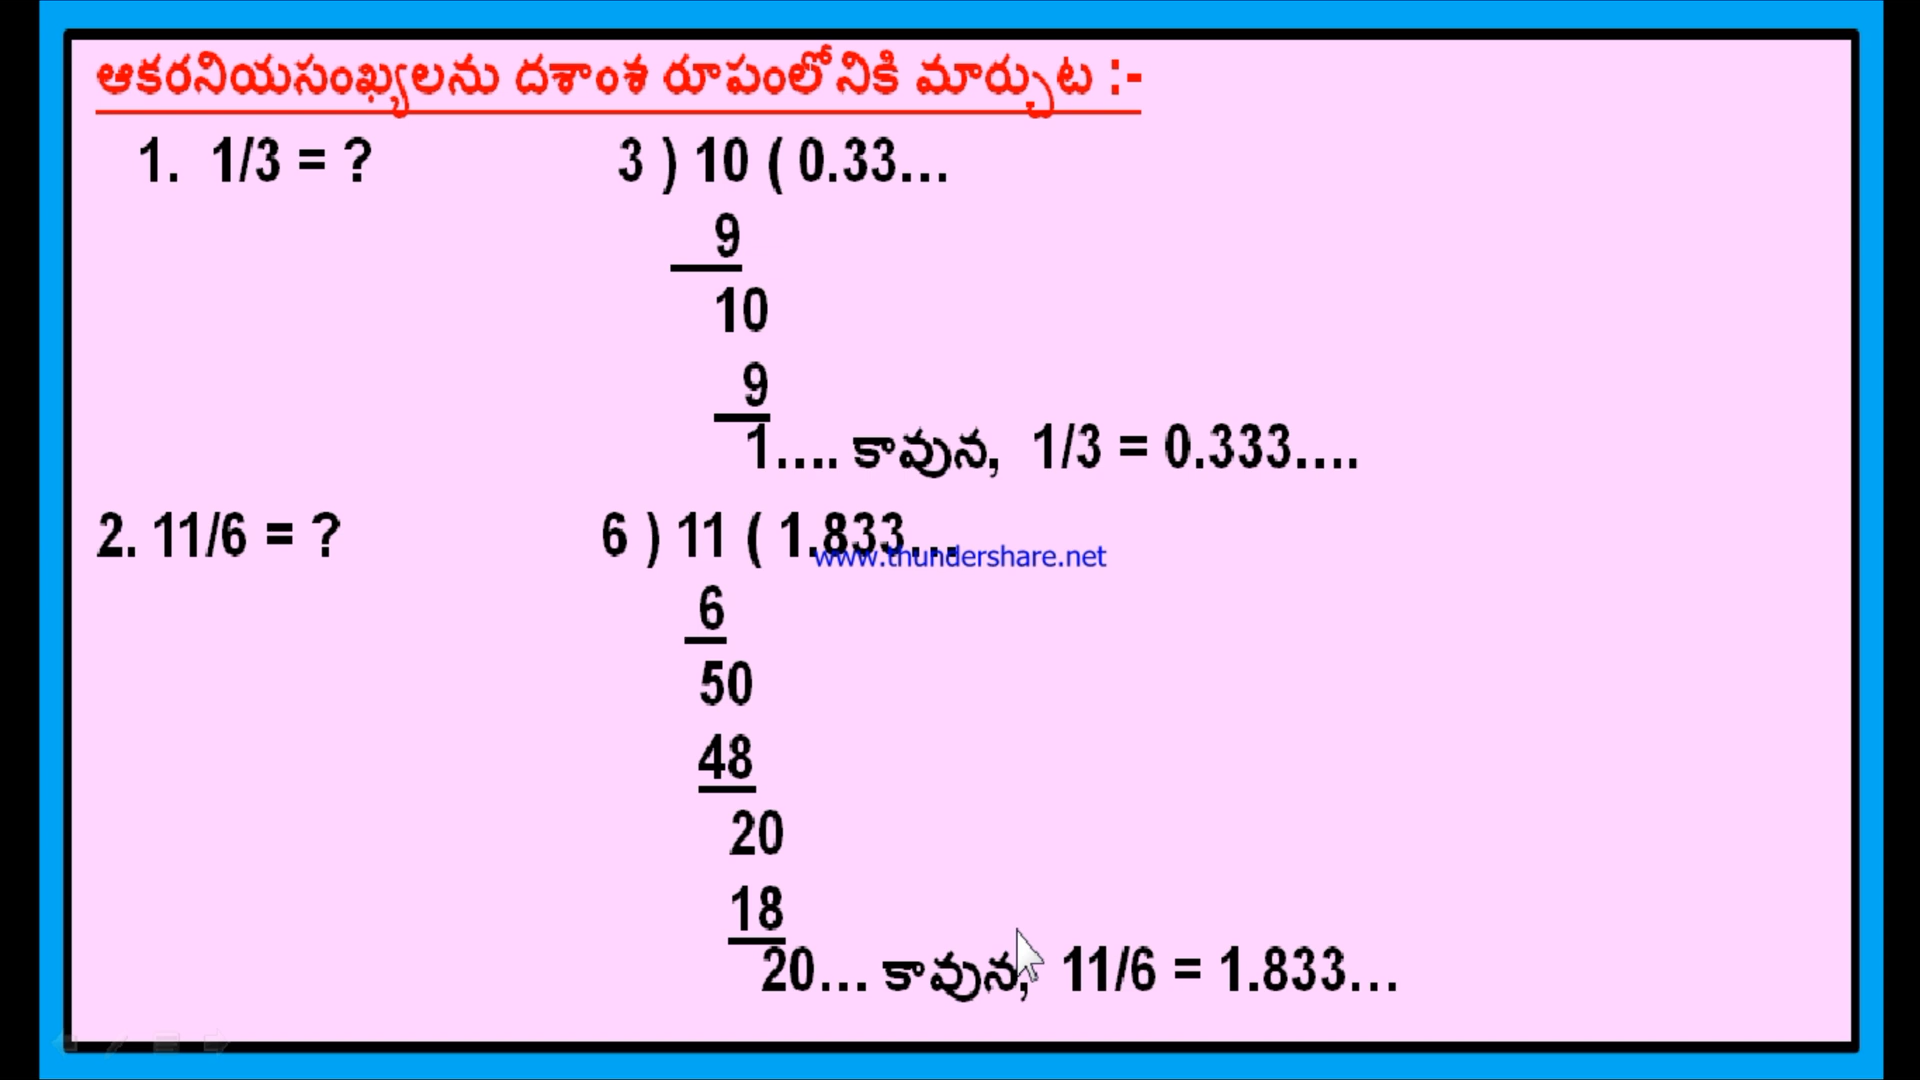 ఆకరనియసంఖ్యలను దశాంశ రూపంలోనికి మార్చుట :-
1. 1/3 = ? 3 ) 10 ( 0.33...
9
10
9
1.... కావున, 1/3 = 0.333....
2. 11/6 = ? 6 ) 11 ( 1.833...
www.thundershare.net
6
50
48
20
18
20... కావున, 11/6 = 1.833...